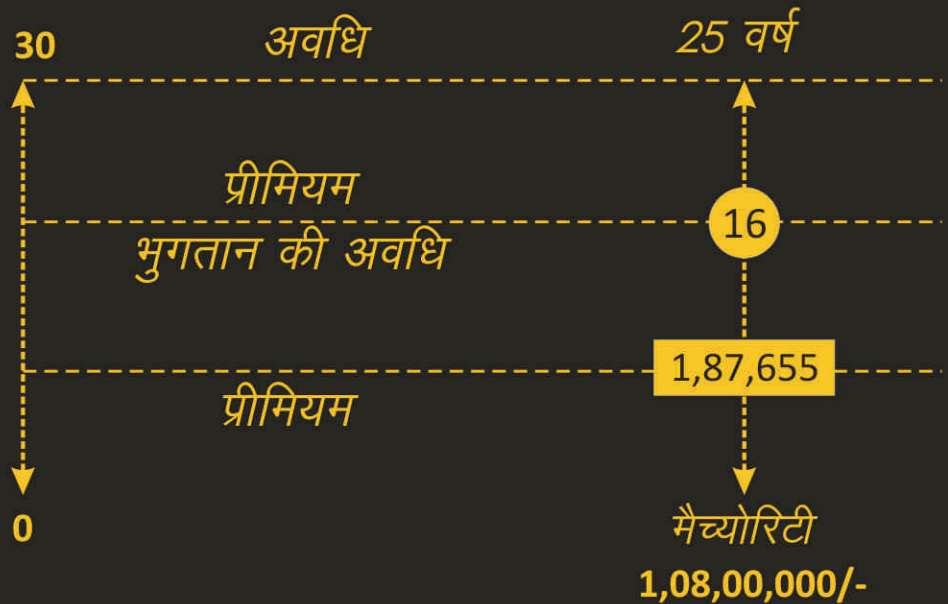 30 अवधि 25 वर्ष
प्रीमियम
भुगतान की अवधि
16
1,87,655
प्रीमियम
0
मैच्योरिटी
1,08,00,000/-